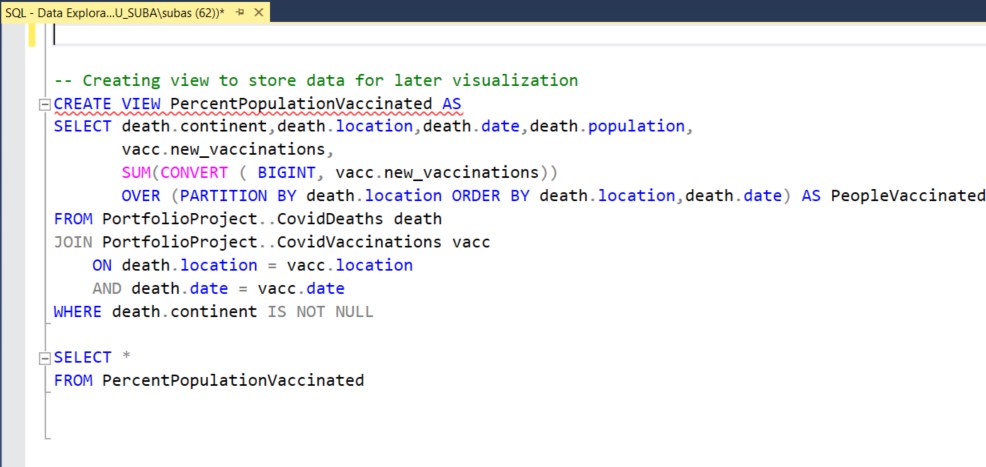 SQL - Data Explora...U_SUBA\subas (62))*
-- Creating view to store data for later visualization
CREATE VIEW PercentPopulationVaccinated AS
SELECT death.continent,death.location,death.date,death.population,
vacc.new_vaccinations,
SUM(CONVERT ( BIGINT, vacc.new_vaccinations))
OVER (PARTITION BY death.location ORDER BY death.location,death.date) AS PeopleVaccinated
FROM PortfolioProject..CovidDeaths death
JOIN PortfolioProject..CovidVaccinations vacc
ON death.location = vacc.location
AND death.date = vacc.date
WHERE death.continent IS NOT NULL
SELECT *
FROM PercentPopulationVaccinated